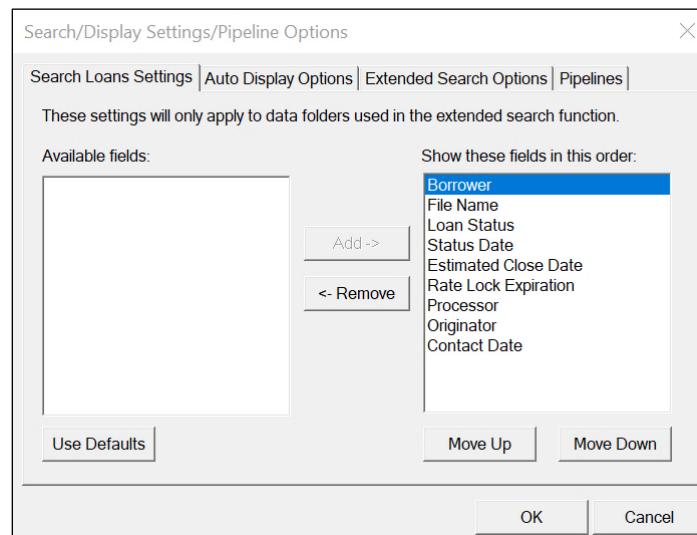 Search/Display Settings/Pipeline Options
Search Loans Settings
Auto Display Options
Extended Search Options
Pipelines
These settings will only apply to data folders used in the extended search function.
Available fields:
Show these fields in this order:
Borrower
File Name
Loan Status
Status Date
Estimated Close Date
Rate Lock Expiration
Processor
Originator
Contact Date
Add ->
<- Remove
Use Defaults
Move Up
Move Down
OK
Cancel